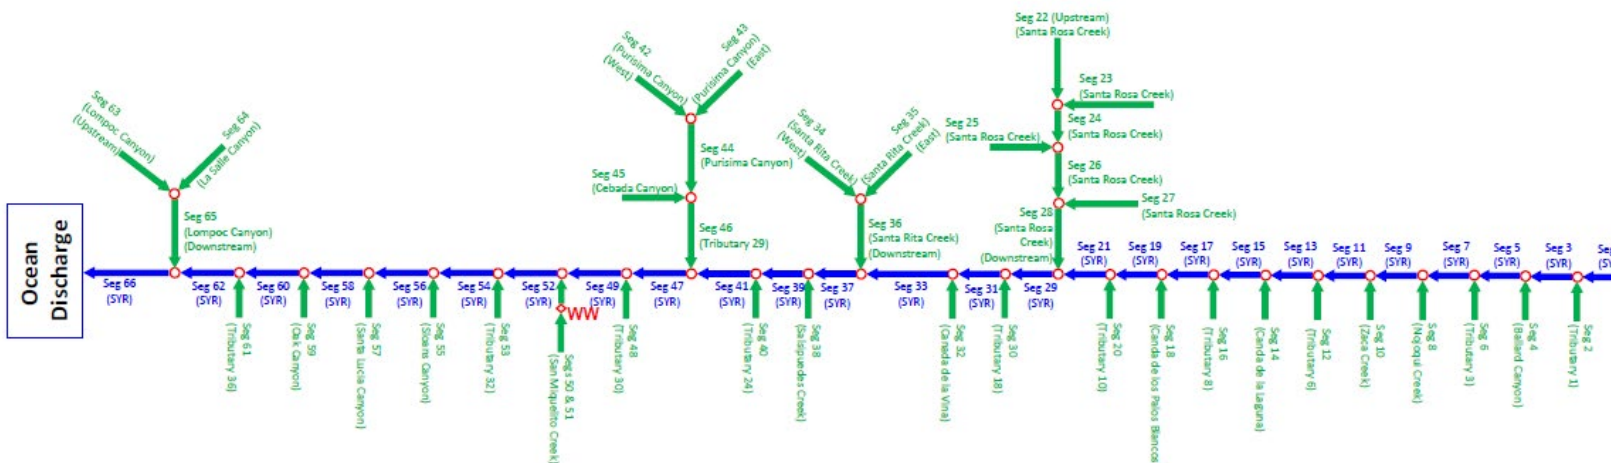 Ocean
Discharge
Seg 63
(Lompoc Canyon)
(Upstream)
Seg 64
(La Salle Canyon)
Seg 65
(Lompoc Canyon)
(Downstream)
Seg 42
(Purisima Canyon)
(West)
Seg 43
(Purisima Canyon)
(East)
Seg 44
(Purisima Canyon)
Seg 45
(Cebada Canyon)
Seg 46
(Tributary 29)
Seg 34
(Santa Rita Creek)
(West)
Seg 35
(Santa Rita Creek)
(East)
Seg 36
(Santa Rita Creek)
(Downstream)
Seg 22 (Upstream)
(Santa Rosa Creek)
Seg 23
(Santa Rosa Creek)
Seg 24
(Santa Rosa Creek)
Seg 25
(Santa Rosa Creek)
Seg 26
(Santa Rosa Creek)
Seg 27
(Santa Rosa Creek)
Seg 28
(Santa Rosa
Creek)
(Downstream)
Seg 66
(SYR)
Seg 62
(SYR)
Seg 60
(SYR)
Seg 58
(SYR)
Seg 56
(SYR)
Seg 54
(SYR)
Seg 52
(SYR)
Seg 49
(SYR)
Seg 47
(SYR)
Seg 41
(SYR)
Seg 39
(SYR)
Seg 37
(SYR)
Seg 33
(SYR)
Seg 31
(SYR)
Seg 29
(SYR)
Seg 21
(SYR)
Seg 19
(SYR)
Seg 17
(SYR)
Seg 15
(SYR)
Seg 13
(SYR)
Seg 11
(SYR)
Seg 9
(SYR)
Seg 7
(SYR)
Seg 5
(SYR)
Seg 3
(SYR)
Seg 61
(Tributary 36)
Seg 59
(Oak Canyon)
Seg 57
(Santa Lucia Canyon)
Seg 55
(Sloans Canyon)
Seg 53
(Tributary 32)
WW
Segs 50 & 51
(San Miguelito Creek)
Seg 48
(Tributary 30)
Seg 40
(Tributary 24)
Seg 38
(Salsipuedes Creek)
Seg 32
(Canada de la Vina)
Seg 30
(Tributary 18)
Seg 20
(Tributary 10)
Seg 18
(Canda de los Palos Blancos
Seg 16
(Tributary 8)
Seg 14
(Canda de la Laguna)
Seg 12
(Tributary 6)
Seg 10
(Zaca Creek)
Seg 8
(Nojoqui Creek)
Seg 6
(Tributary 3)
Seg 4
(Ballard Canyon)
Seg 2
(Tributary 1)